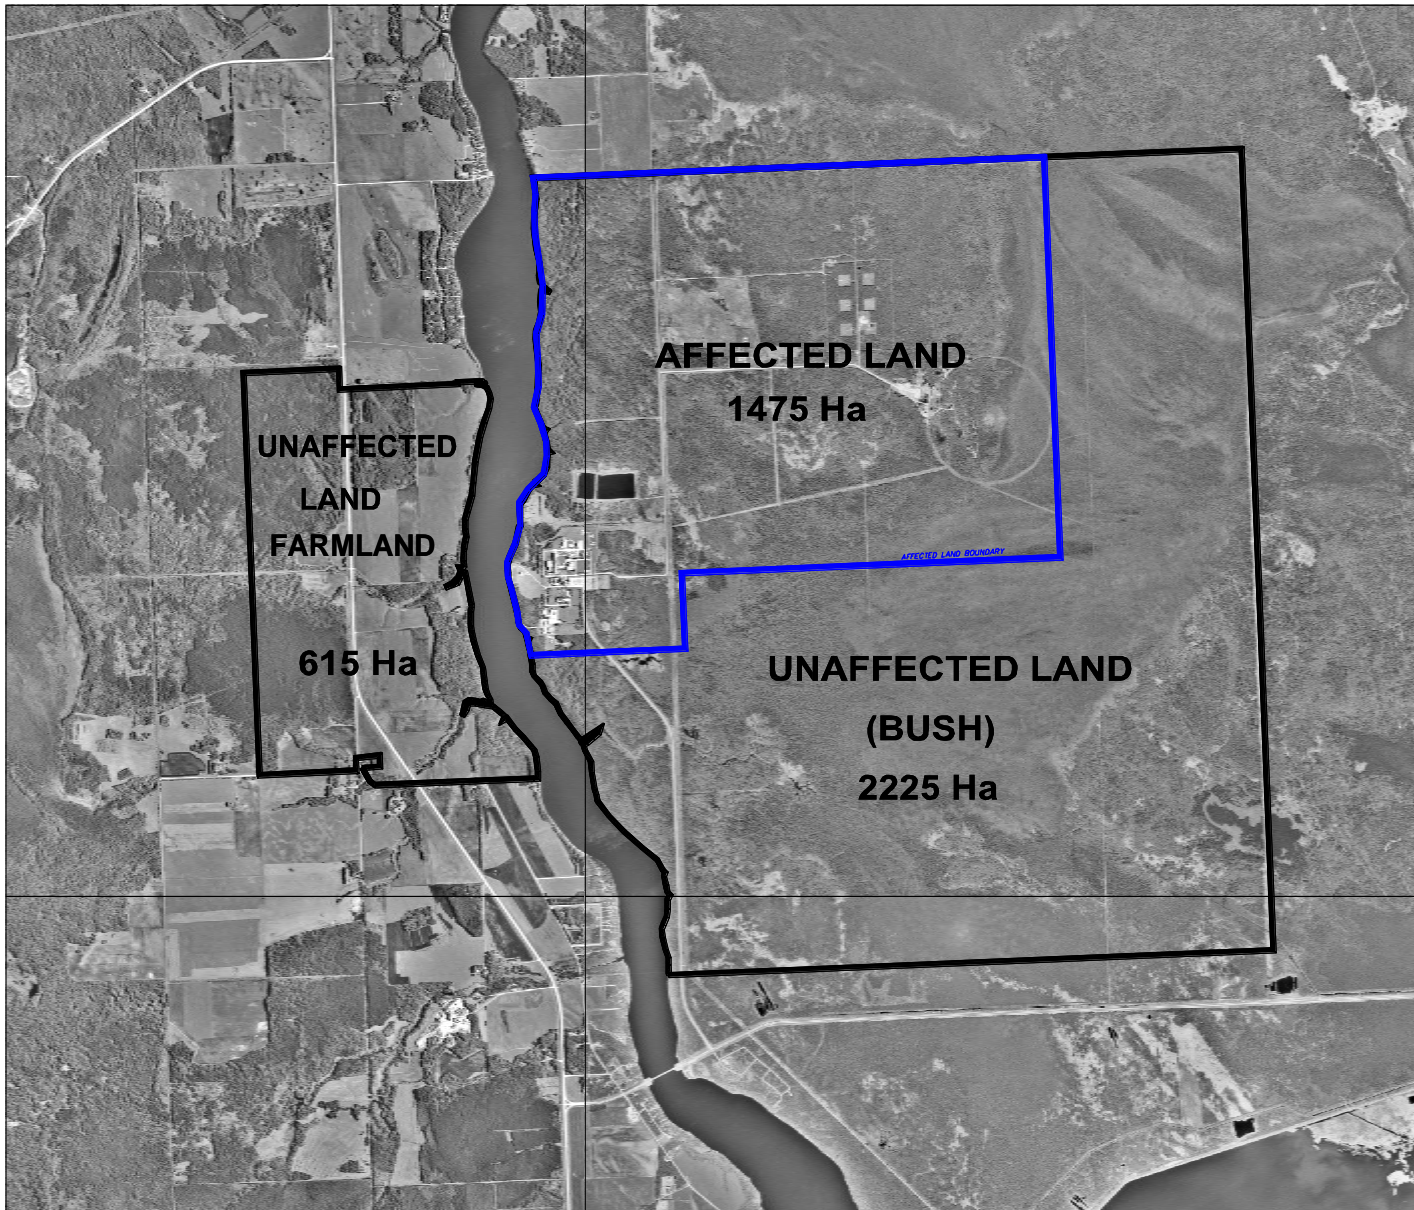 AFFECTED LAND
1475 Ha
UNAFFECTED
LAND
FARMLAND
615 Ha
AFFECTED LAND BOUNDARY
UNAFFECTED LAND
(BUSH)
2225 Ha